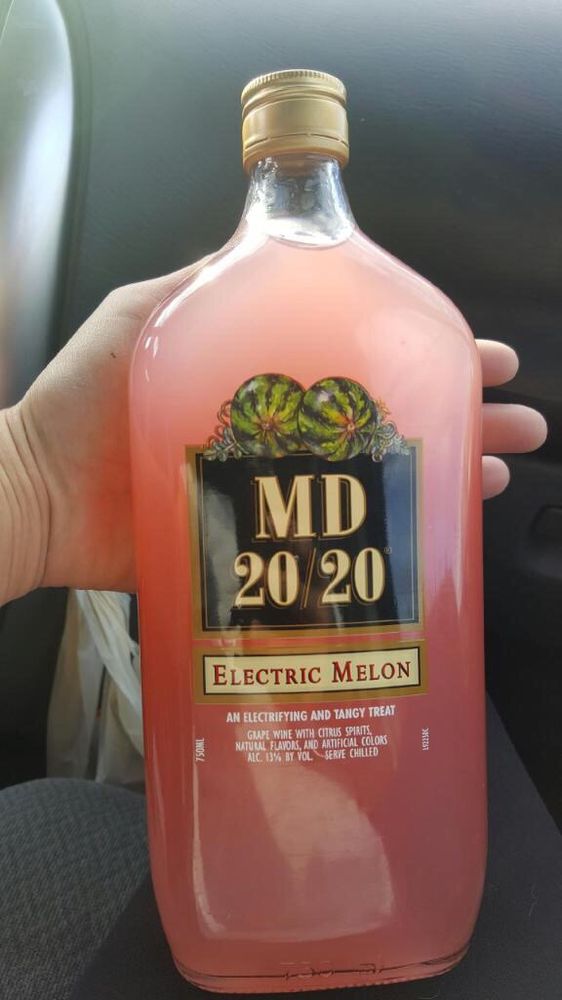 MD
20/20®
ELECTRIC MELON
AN ELECTRIFYING AND TANGY TREAT
GRAPE WINE WITH CITRUS SPIRITS,
NATURAL FLAVORS, AND ARTIFICIAL COLORS
ALC. 13% BY VOL. SERVE CHILLED
750ML